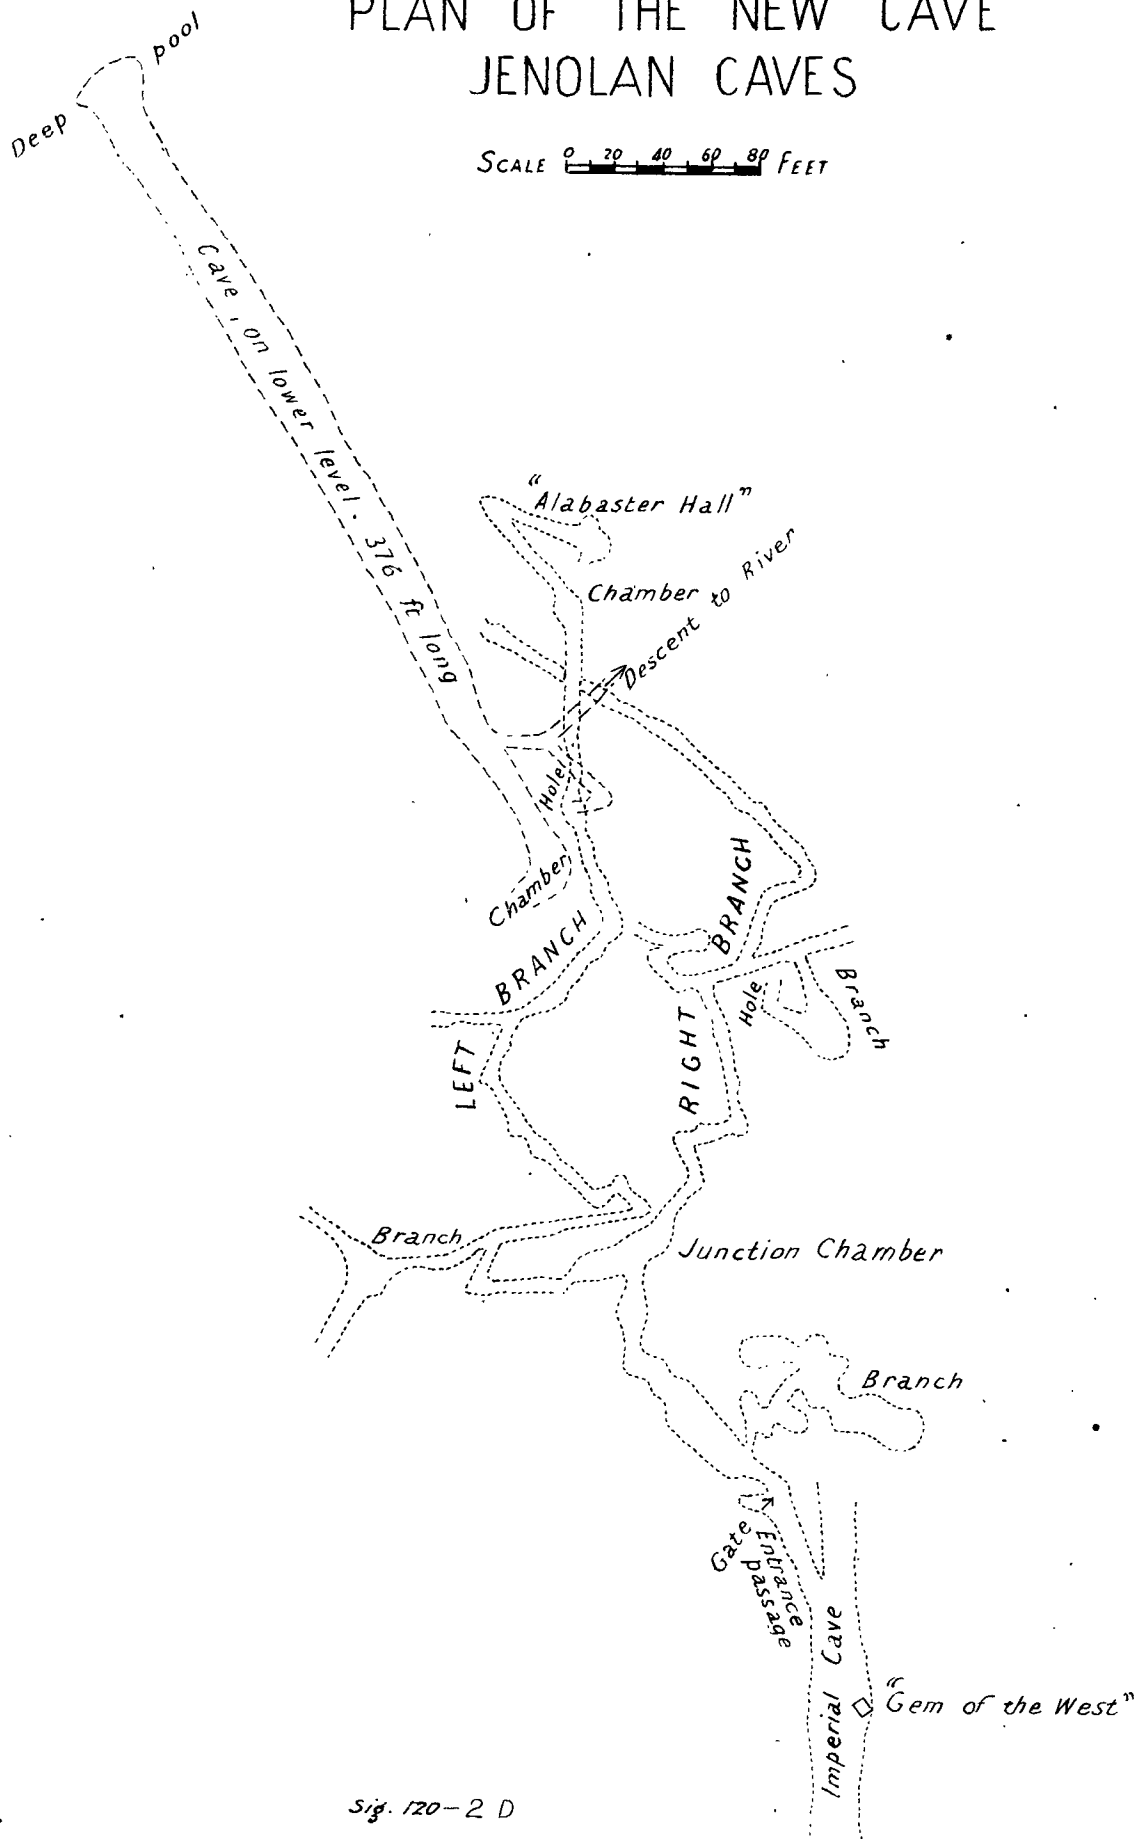 PLAN OF THE NEW CAVE
JENOLAN CAVES
SCALE 0 20 40 60 80 FEET
Deep pool
Cave, on lower level. 376 ft long
"Alabaster Hall"
Chamber
Descent to River
Hole
Chamber
LEFT BRANCH
RIGHT BRANCH
Hole
Branch
Branch
Junction Chamber
Branch
Gate
Entrance
passage
Imperial Cave
"Gem of the West"
Sig. 120-2 D